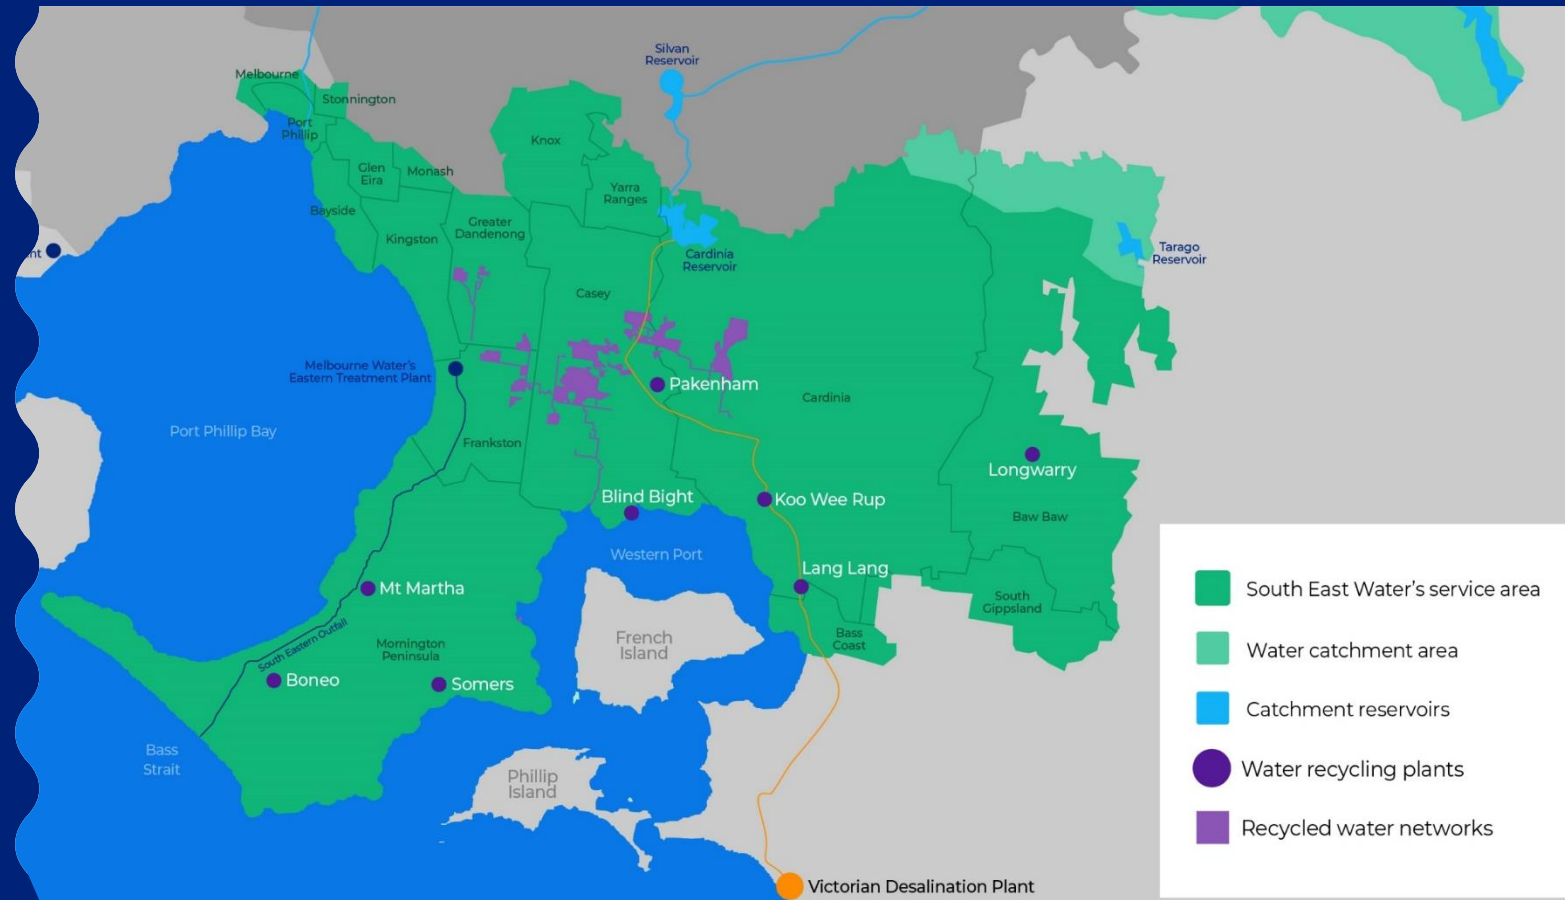 Silvan
Reservoir
Melbourne
Stonnington
Port
Phillip
Knox
Glen
Eira
Monash
Yarra
Ranges
Bayside
Greater
Dandenong
Kingston
nt
Cardinia
Reservoir
Tarago
Reservoir
Casey
Melbourne Water's
Eastern Treatment Plant
Pakenham
Cardinia
Port Phillip Bay
Frankston
Longwarry
Blind Bight
Koo Wee Rup
Baw Baw
Western Port
Lang Lang
Mt Martha
South
Gippsland
South Eastern Outfall
French
Island
Bass
Coast
Mornington
Peninsula
Boneo
Somers
Bass
Strait
Phillip
Island
Victorian Desalination Plant
South East Water's service area
Water catchment area
Catchment reservoirs
Water recycling plants
Recycled water networks